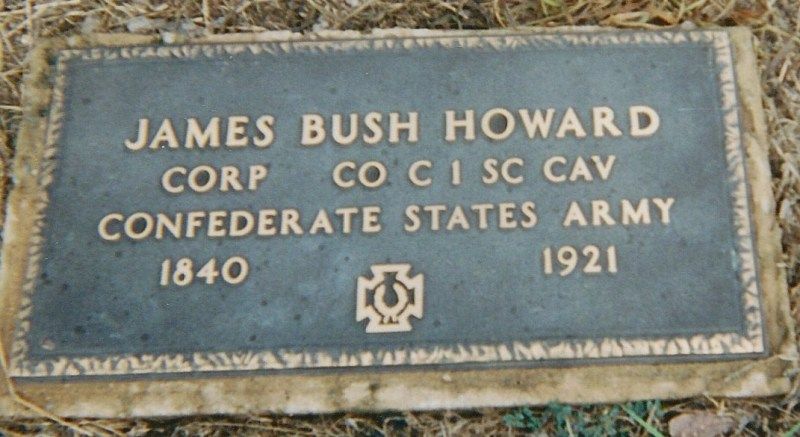 JAMES BUSH HOWARD
CORP CO C 1 SC CAV
CONFEDERATE STATES ARMY
1840 1921